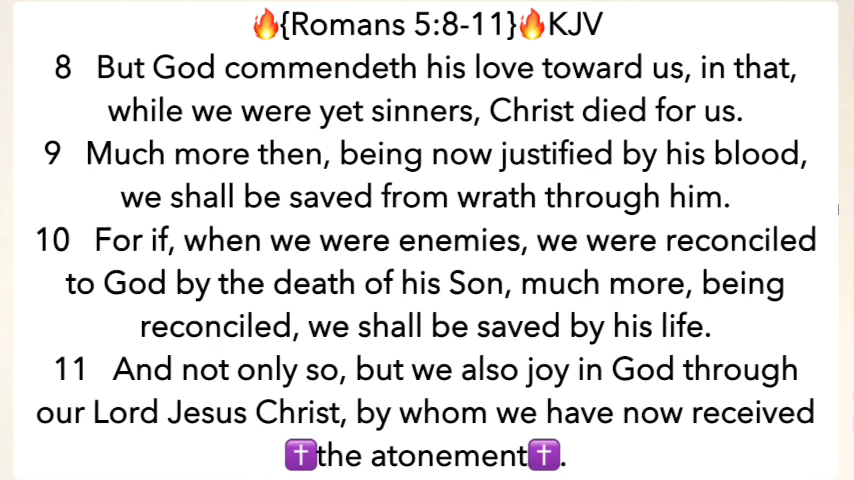 🔥{Romans 5:8-11}🔥KJV
8 But God commendeth his love toward us, in that,
while we were yet sinners, Christ died for us.
9 Much more then, being now justified by his blood,
we shall be saved from wrath through him.
10 For if, when we were enemies, we were reconciled
to God by the death of his Son, much more, being
reconciled, we shall be saved by his life.
11 And not only so, but we also joy in God through
our Lord Jesus Christ, by whom we have now received
✝️the atonement✝️.